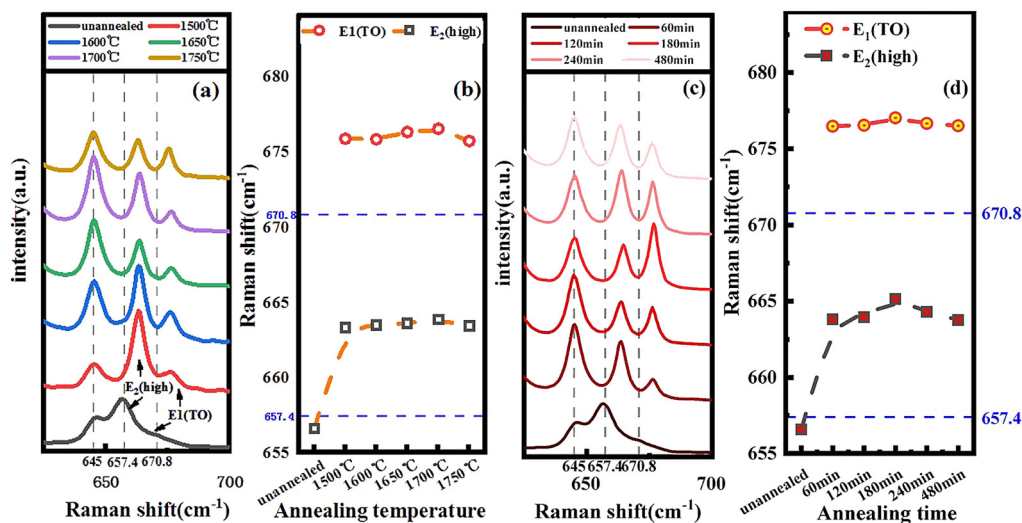 unannealed 1500℃
1600℃ 1650℃
1700℃ 1750℃
(a)
intensity(a.u.)
E₂(high)
E1(TO)
645 657.4 670.8
650 700
Raman shift(cm⁻¹)
E1(TO) E₂(high)
(b)
Raman shift(cm⁻¹)
680
675
670.8
670
665
660
657.4
655
unannealed
1500℃
1600℃
1650℃
1700℃
1750℃
Annealing temperature
unannealed 60min
120min 180min
240min 480min
(c)
intensity(a.u.)
645 657.4 670.8
650 700
Raman shift(cm⁻¹)
E₁(TO)
E₂(high)
(d)
Raman shift(cm⁻¹)
680
675
670
665
660
655
670.8
657.4
unannealed
60min
120min
180min
240min
480min
Annealing time